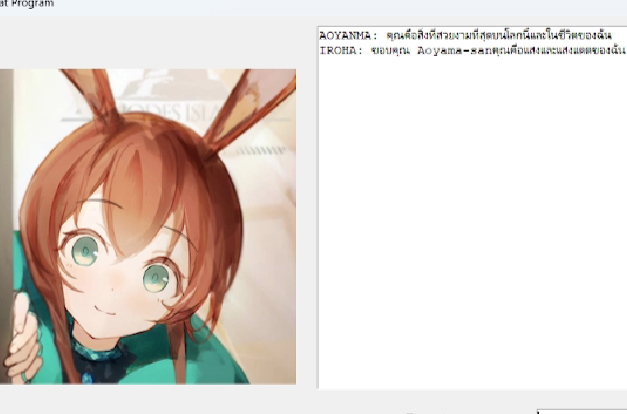 at Program
AOYANMA: คุณคือสิ่งที่สวยงามที่สุดบนโลกนี้และในชีวิตของฉัน
IROHA: ขอบคุณ Aoyama-sanคุณคือแสงและแสงแดดของฉัน
RHODES ISLAND